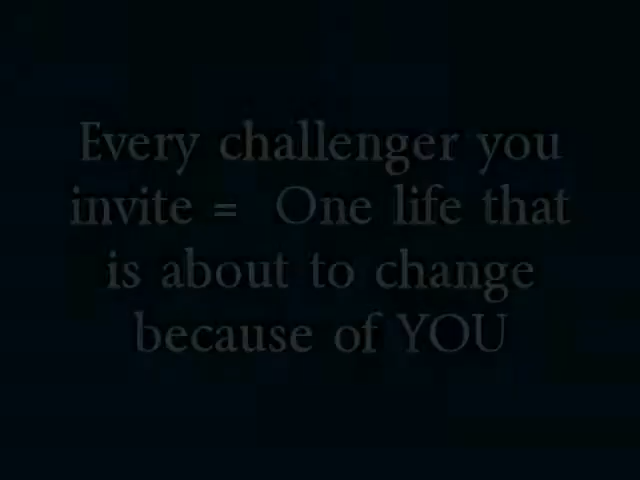 Every challenger you
invite = One life that
is about to change
because of YOU